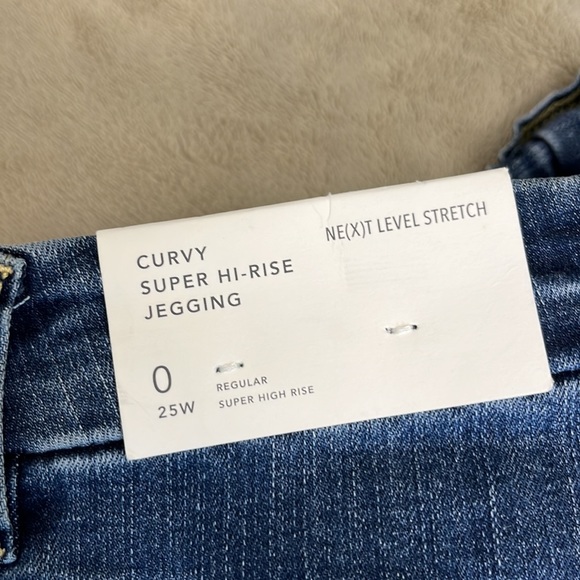 CURVY
SUPER HI-RISE
JEGGING
NE(X)T LEVEL STRETCH
0
25W
REGULAR
SUPER HIGH RISE